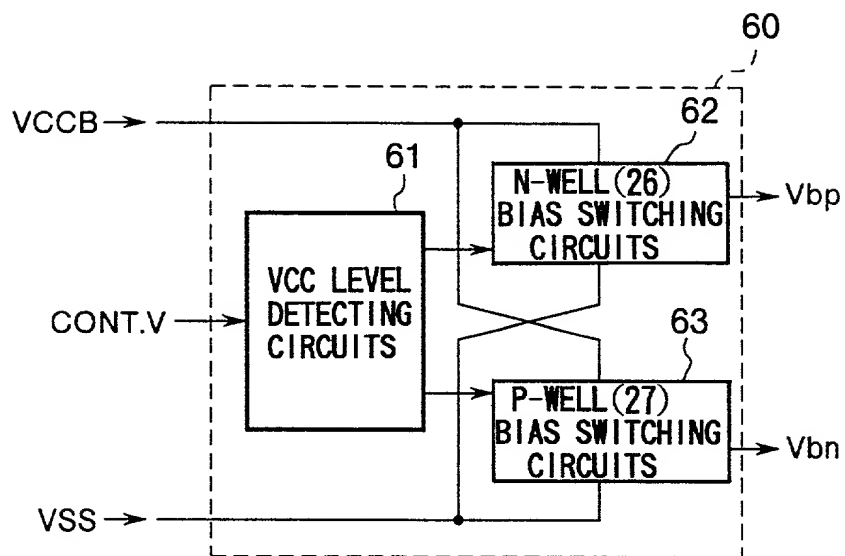 60
VCCB
62
61
N-WELL(26)
BIAS SWITCHING
CIRCUITS
Vbp
VCC LEVEL
DETECTING
CIRCUITS
CONT.V
63
P-WELL(27)
BIAS SWITCHING
CIRCUITS
Vbn
VSS